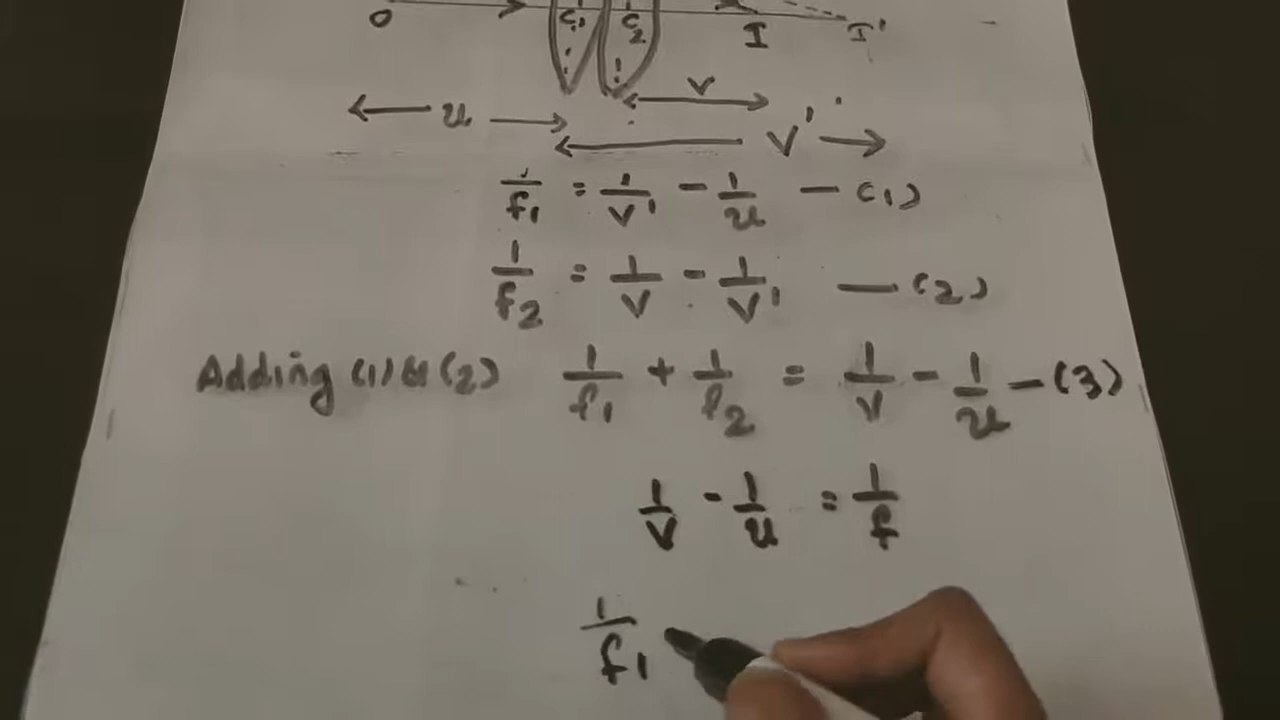 O C₁ C₂ I I'
u v
v'
1/f₁ = 1/v' - 1/u — (1)
1/f₂ = 1/v - 1/v' — (2)
Adding (1) & (2) 1/f₁ + 1/f₂ = 1/v - 1/u — (3)
1/v - 1/u = 1/f
1/f₁